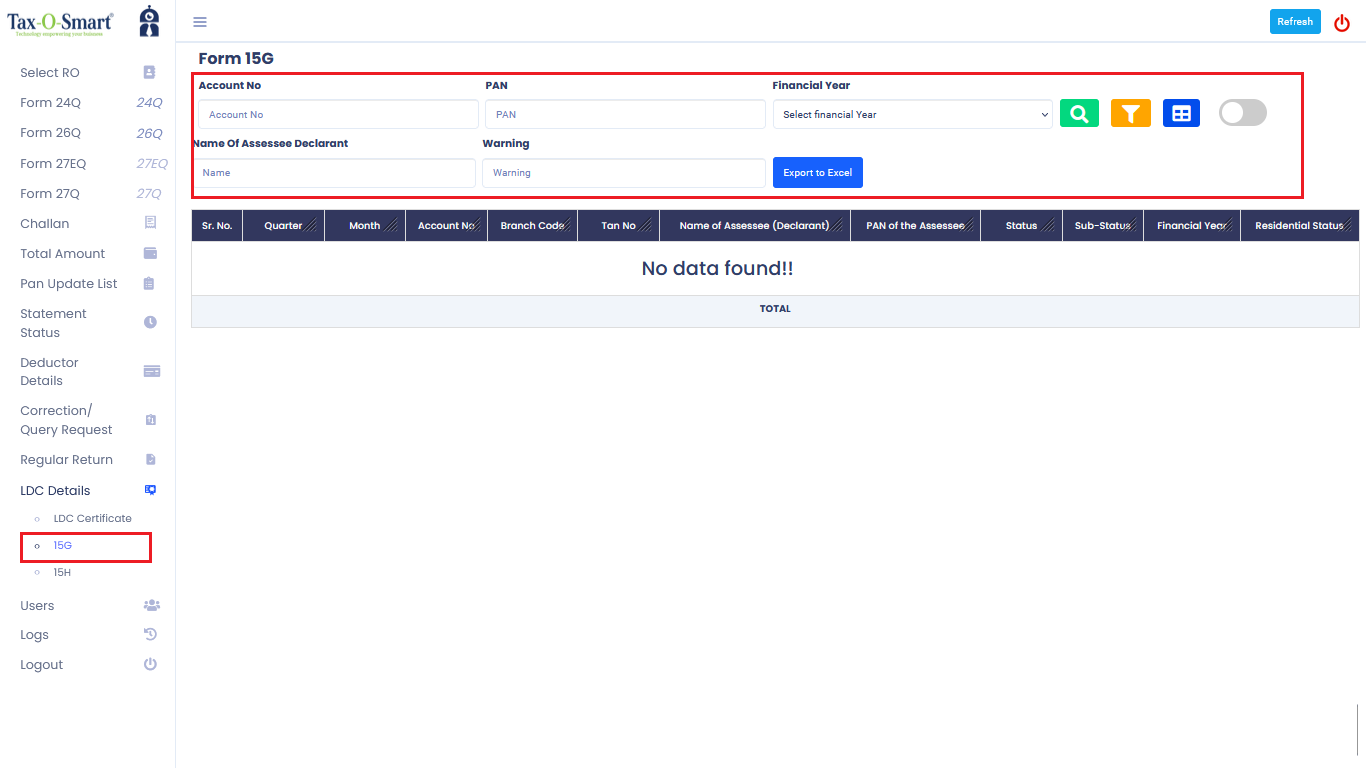 Tax-O-Smart®
Technology empowering your business
Refresh
Select RO
Form 24Q 24Q
Form 26Q 26Q
Form 27EQ 27EQ
Form 27Q 27Q
Challan
Total Amount
Pan Update List
Statement
Status
Deductor
Details
Correction/
Query Request
Regular Return
LDC Details
LDC Certificate
15G
15H
Users
Logs
Logout
Form 15G
Account No PAN Financial Year
Account No PAN Select financial Year
Name Of Assessee Declarant Warning
Name Warning Export to Excel
Sr. No. Quarter Month Account No Branch Code Tan No Name of Assessee (Declarant) PAN of the Assessee Status Sub-Status Financial Year Residential Status
No data found!!
TOTAL